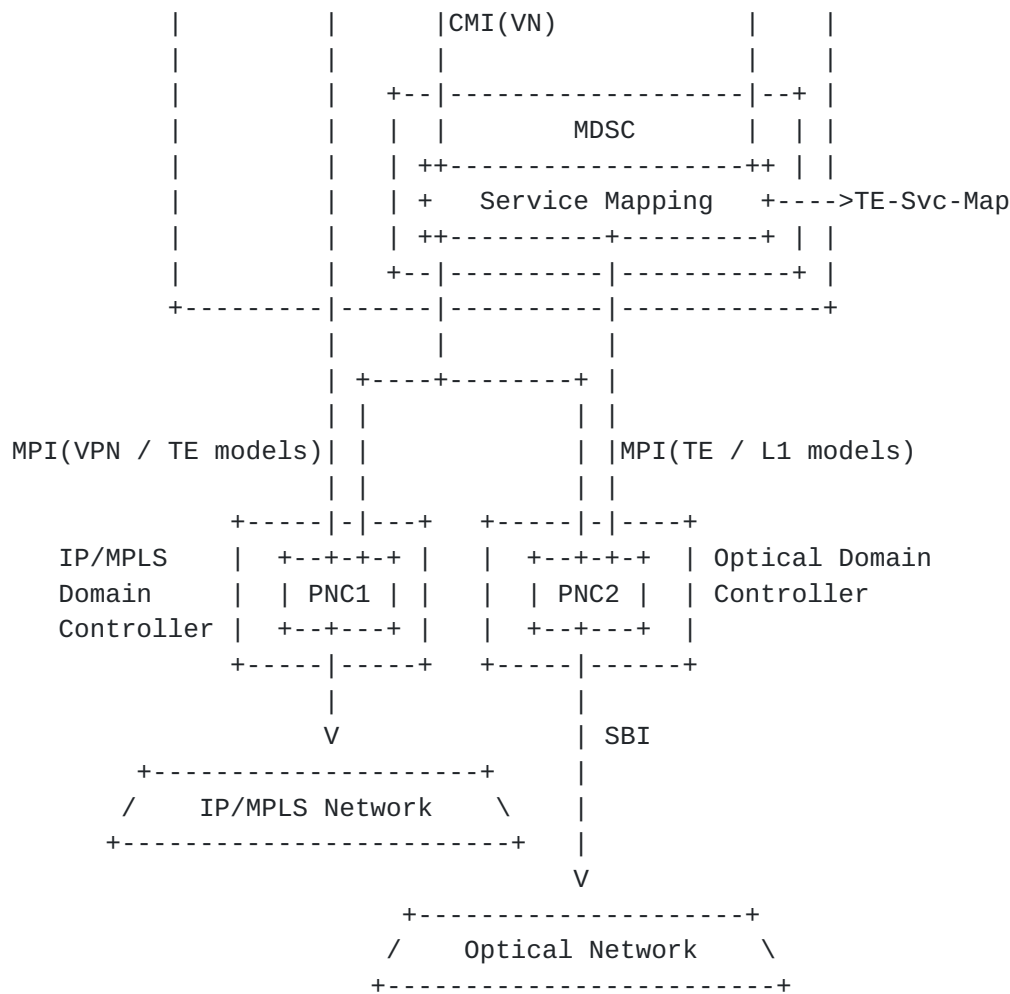 CMI(VN)
MDSC
Service Mapping ---->TE-Svc-Map
MPI(VPN / TE models) MPI(TE / L1 models)
IP/MPLS Optical Domain
Domain PNC1 PNC2 Controller
Controller
V SBI
IP/MPLS Network
V
Optical Network